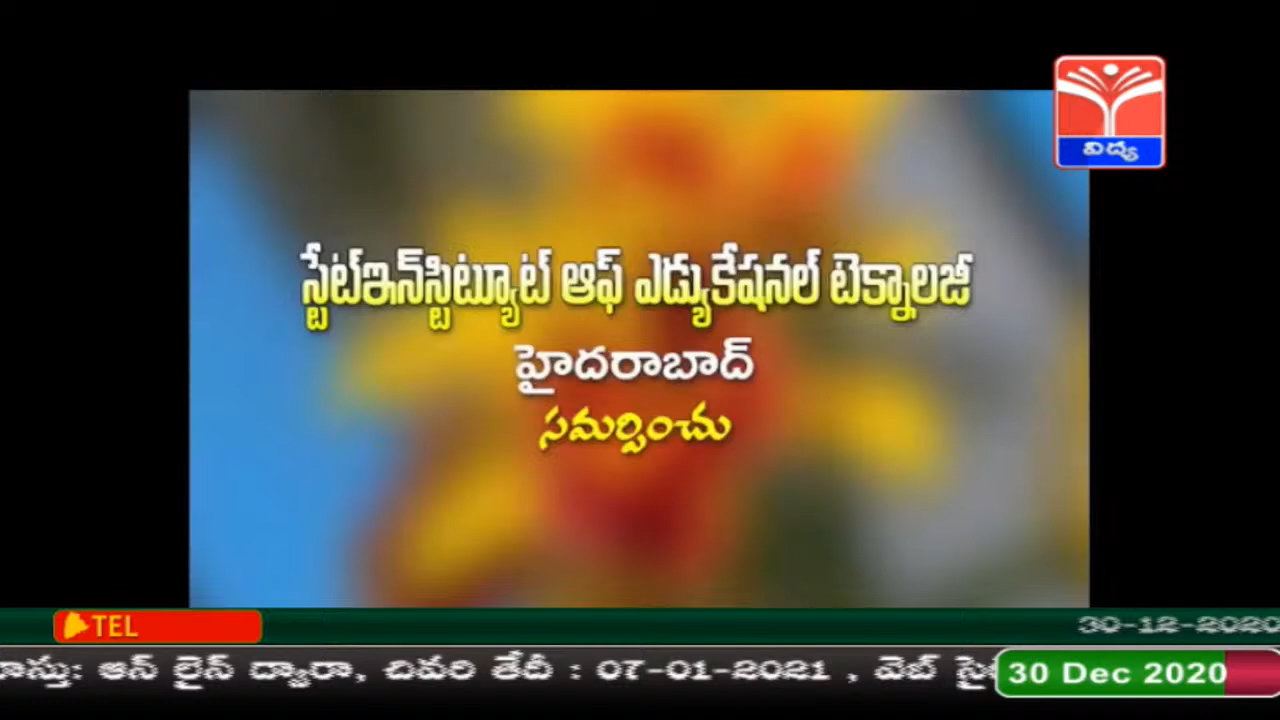 విద్య
స్టేట్ఇన్‌స్టిట్యూట్ ఆఫ్ ఎడ్యుకేషనల్ టెక్నాలజీ
హైదరాబాద్
సమర్పించు
TEL
30-12-2020
ఆన్ లైన్ ద్వారా, చివరి తేదీ : 07-01-2021 , వెబ్
30 Dec 2020